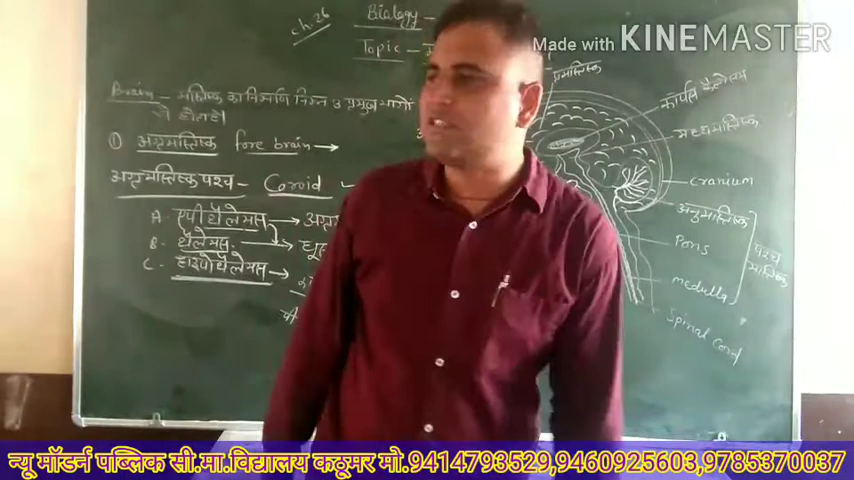 ch. 26
Biology -
Topic -
Made with KINEMASTER
Brain - मस्तिष्क का निर्माण निम्न 3 प्रमुख भागों
से होता है।
① अग्रमस्तिष्क fore brain →
अग्रमस्तिष्क पश्च - Coroid
A. एपीथैलेमस → अग्र
B. थैलेमस →
C. हाइपोथैलेमस →
प्रमस्तिष्क
कॉर्पस कैलोसम
मध्यमस्तिष्क
Cranium
अनुमस्तिष्क
Pons
पश्च
मस्तिष्क
medulla
Spinal Cord
न्यू मॉडर्न पब्लिक सी.मा.विद्यालय कठूमर मो.9414793529,9460925603,9785370037